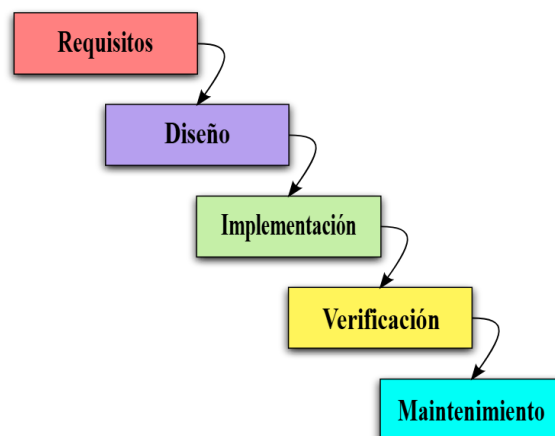 Requisitos
Diseño
Implementación
Verificación
Maintenimiento